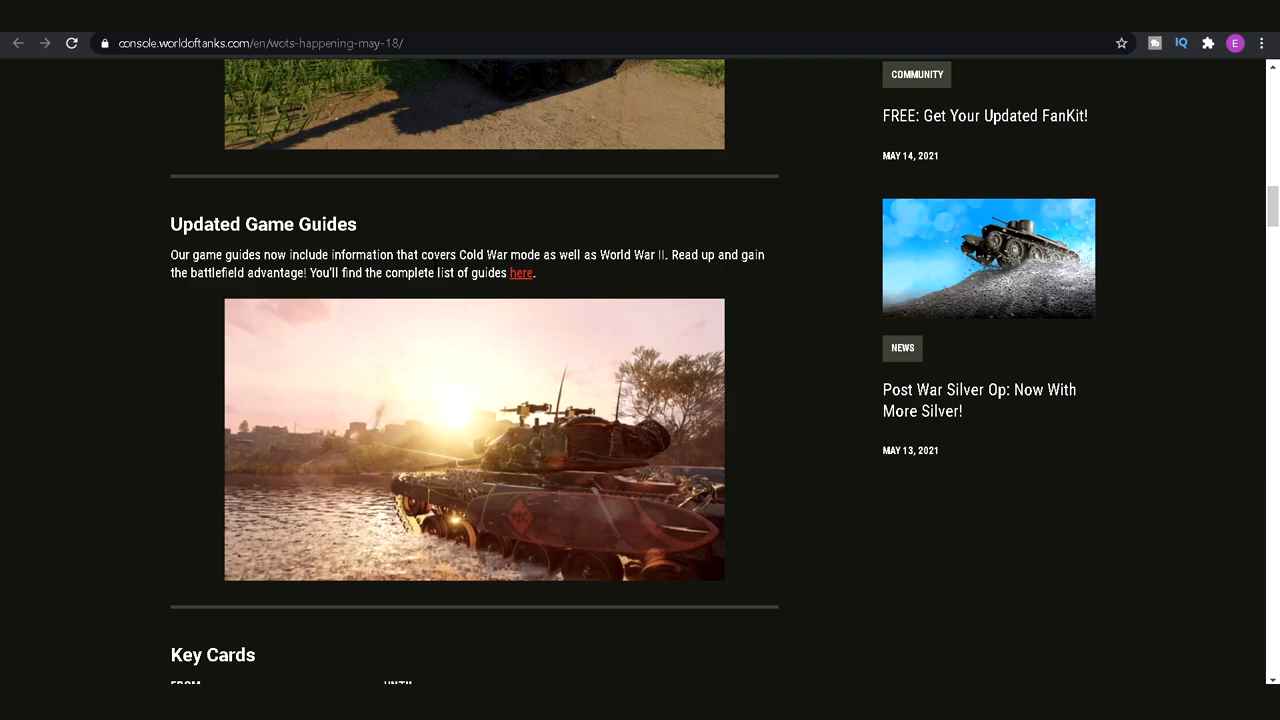 console.worldoftanks.com/en/wots-happening-may-18/
IQ
E
COMMUNITY
FREE: Get Your Updated FanKit!
MAY 14, 2021
Updated Game Guides
Our game guides now include information that covers Cold War mode as well as World War II. Read up and gain
the battlefield advantage! You'll find the complete list of guides here.
NEWS
Post War Silver Op: Now With
More Silver!
MAY 13, 2021
Key Cards
FROM UNTIL